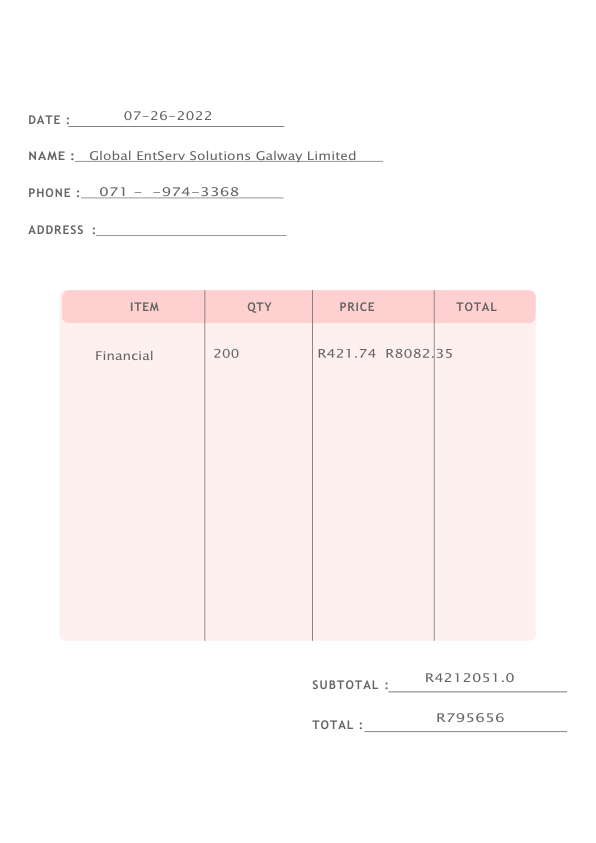 DATE : 07-26-2022
NAME : Global EntServ Solutions Galway Limited
PHONE : 071 - -974-3368
ADDRESS :
ITEM QTY PRICE TOTAL
Financial 200 R421.74 R8082.35
SUBTOTAL : R4212051.0
TOTAL : R795656